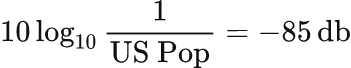 10 log₁₀ 1/US Pop = −85 db